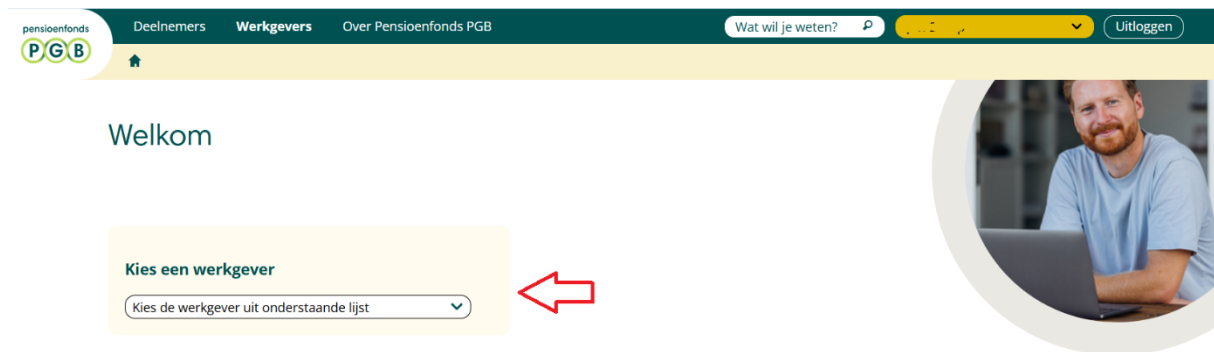 pensioenfonds
PGB
Deelnemers Werkgevers Over Pensioenfonds PGB Wat wil je weten? Uitloggen
Welkom
Kies een werkgever
Kies de werkgever uit onderstaande lijst